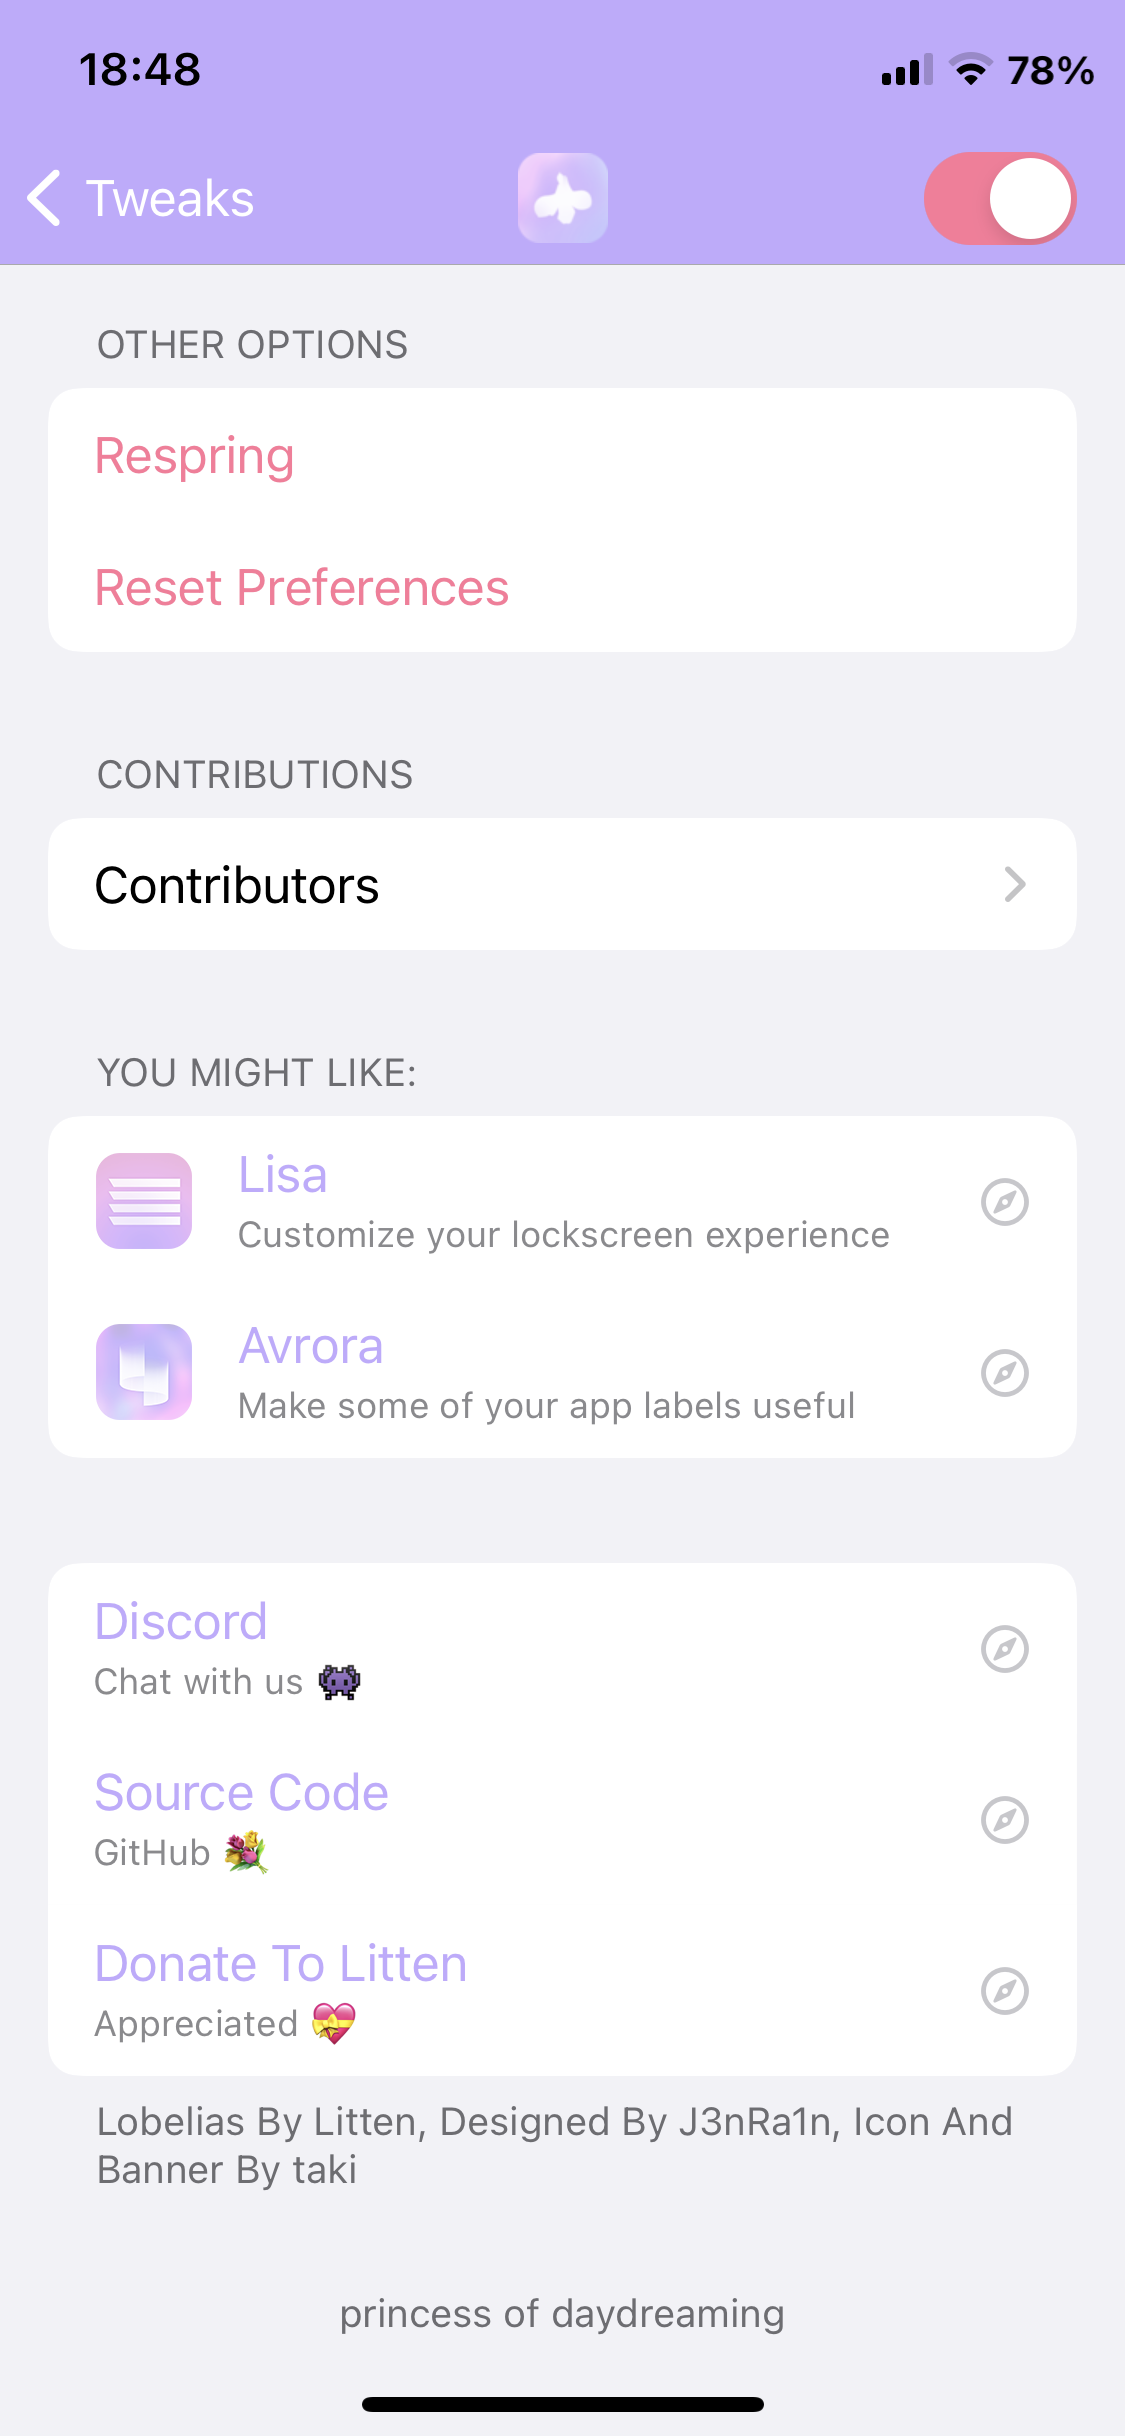 18:48
78%
Tweaks
OTHER OPTIONS
Respring
Reset Preferences
CONTRIBUTIONS
Contributors
YOU MIGHT LIKE:
Lisa
Customize your lockscreen experience
Avrora
Make some of your app labels useful
Discord
Chat with us 👾
Source Code
GitHub 💐
Donate To Litten
Appreciated 💝
Lobelias By Litten, Designed By J3nRa1n, Icon And
Banner By taki
princess of daydreaming